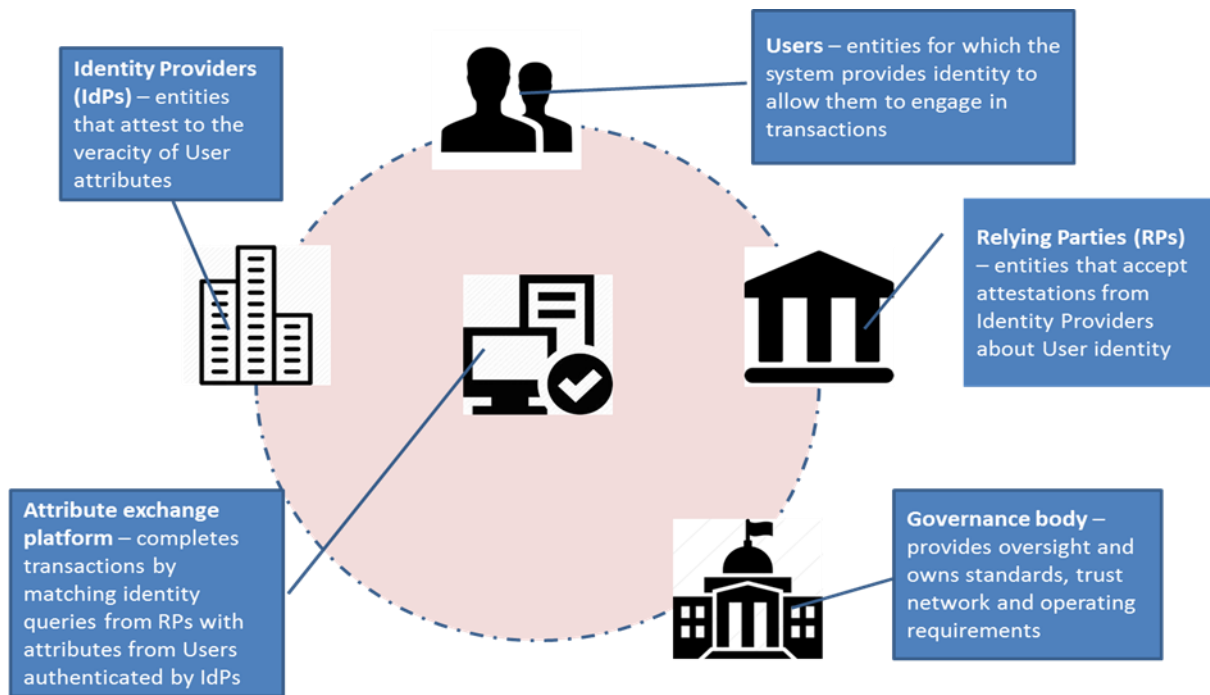 Identity Providers
(IdPs) – entities
that attest to the
veracity of User
attributes
Users – entities for which the
system provides identity to
allow them to engage in
transactions
Relying Parties (RPs)
– entities that accept
attestations from
Identity Providers
about User identity
Attribute exchange
platform – completes
transactions by
matching identity
queries from RPs with
attributes from Users
authenticated by IdPs
Governance body –
provides oversight and
owns standards, trust
network and operating
requirements